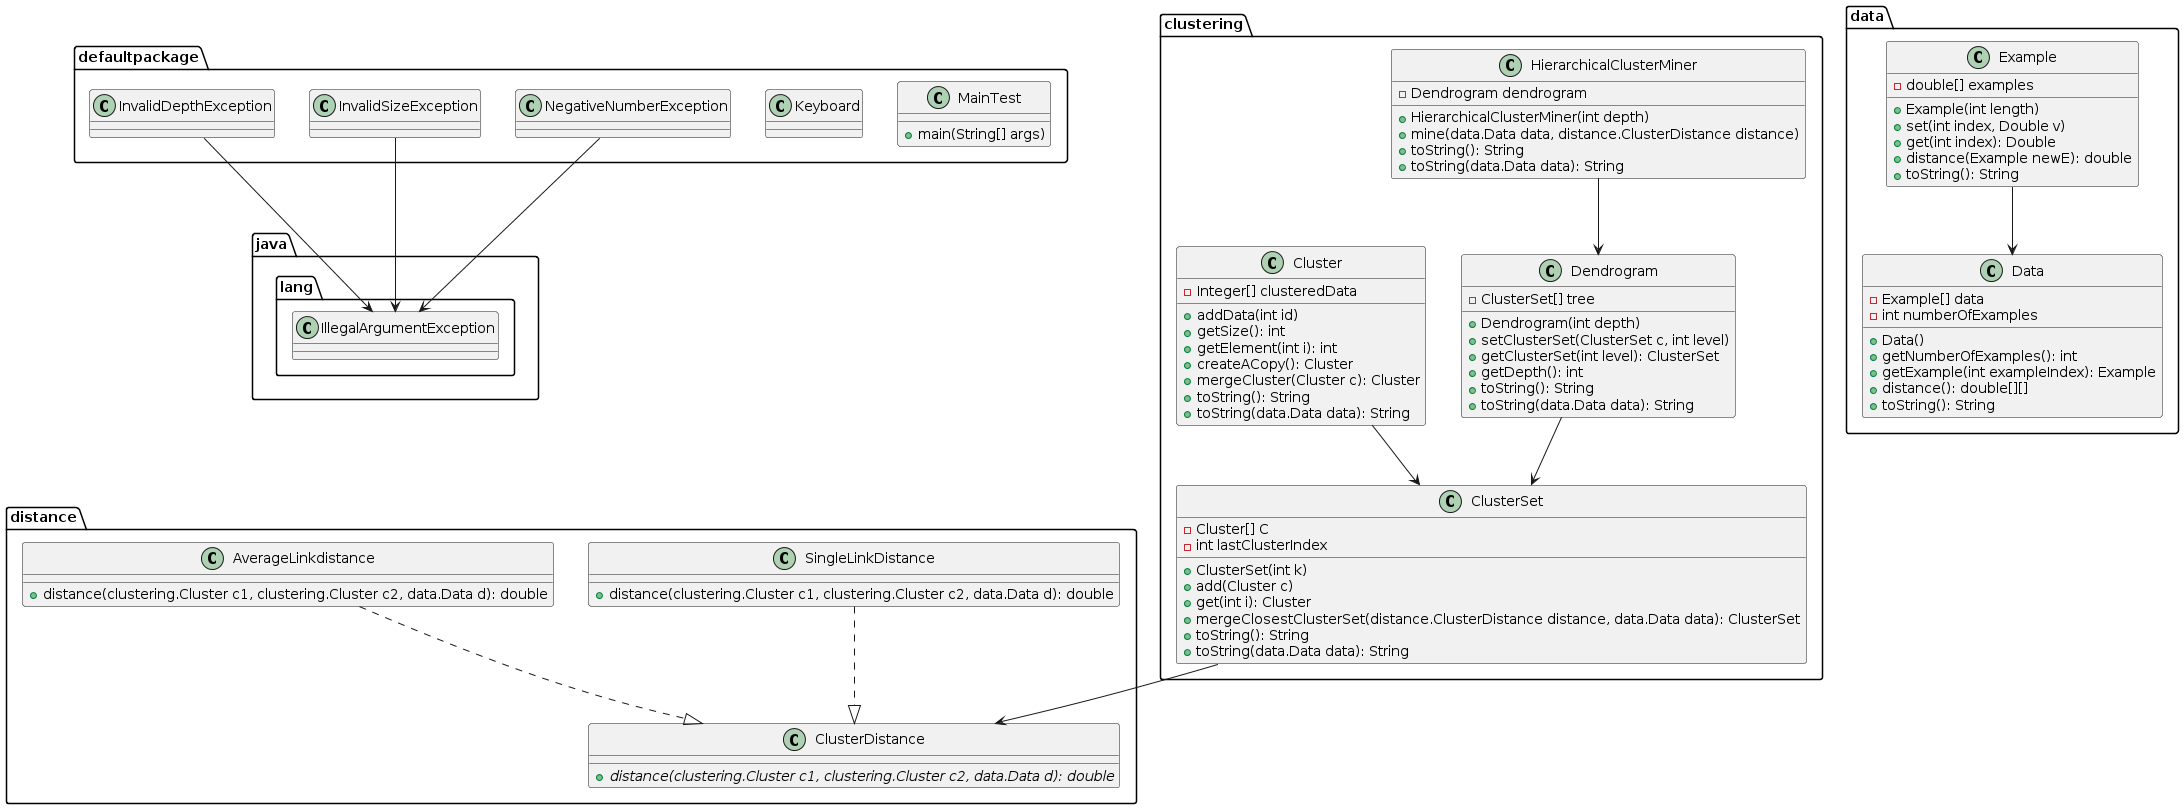 defaultpackage
C InvalidDepthException
C InvalidSizeException
C NegativeNumberException
C Keyboard
C MainTest
main(String[] args)
java
lang
C IllegalArgumentException
clustering
C HierarchicalClusterMiner
Dendrogram dendrogram
HierarchicalClusterMiner(int depth)
mine(data.Data data, distance.ClusterDistance distance)
toString(): String
toString(data.Data data): String
C Cluster
Integer[] clusteredData
addData(int id)
getSize(): int
getElement(int i): int
createACopy(): Cluster
mergeCluster(Cluster c): Cluster
toString(): String
toString(data.Data data): String
C Dendrogram
ClusterSet[] tree
Dendrogram(int depth)
setClusterSet(ClusterSet c, int level)
getClusterSet(int level): ClusterSet
getDepth(): int
toString(): String
toString(data.Data data): String
C ClusterSet
Cluster[] C
int lastClusterIndex
ClusterSet(int k)
add(Cluster c)
get(int i): Cluster
mergeClosestClusterSet(distance.ClusterDistance distance, data.Data data): ClusterSet
toString(): String
toString(data.Data data): String
data
C Example
double[] examples
Example(int length)
set(int index, Double v)
get(int index): Double
distance(Example newE): double
toString(): String
C Data
Example[] data
int numberOfExamples
Data()
getNumberOfExamples(): int
getExample(int exampleIndex): Example
distance(): double[][]
toString(): String
distance
C AverageLinkdistance
distance(clustering.Cluster c1, clustering.Cluster c2, data.Data d): double
C SingleLinkDistance
distance(clustering.Cluster c1, clustering.Cluster c2, data.Data d): double
C ClusterDistance
distance(clustering.Cluster c1, clustering.Cluster c2, data.Data d): double